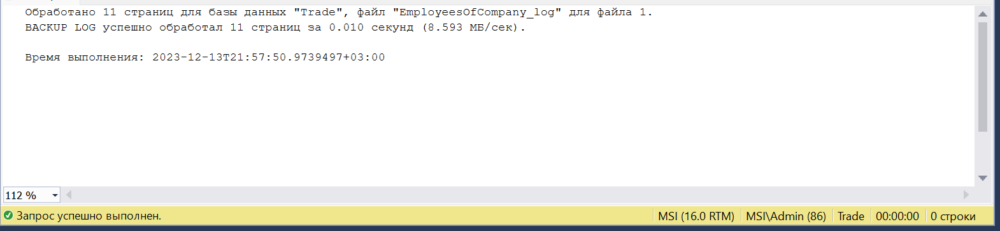 Обработано 11 страниц для базы данных "Trade", файл "EmployeesOfCompany_log" для файла 1.
BACKUP LOG успешно обработал 11 страниц за 0.010 секунд (8.593 МБ/сек).
Время выполнения: 2023-12-13T21:57:50.9739497+03:00
112 %
Запрос успешно выполнен. MSI (16.0 RTM) MSI\Admin (86) Trade 00:00:00 0 строки